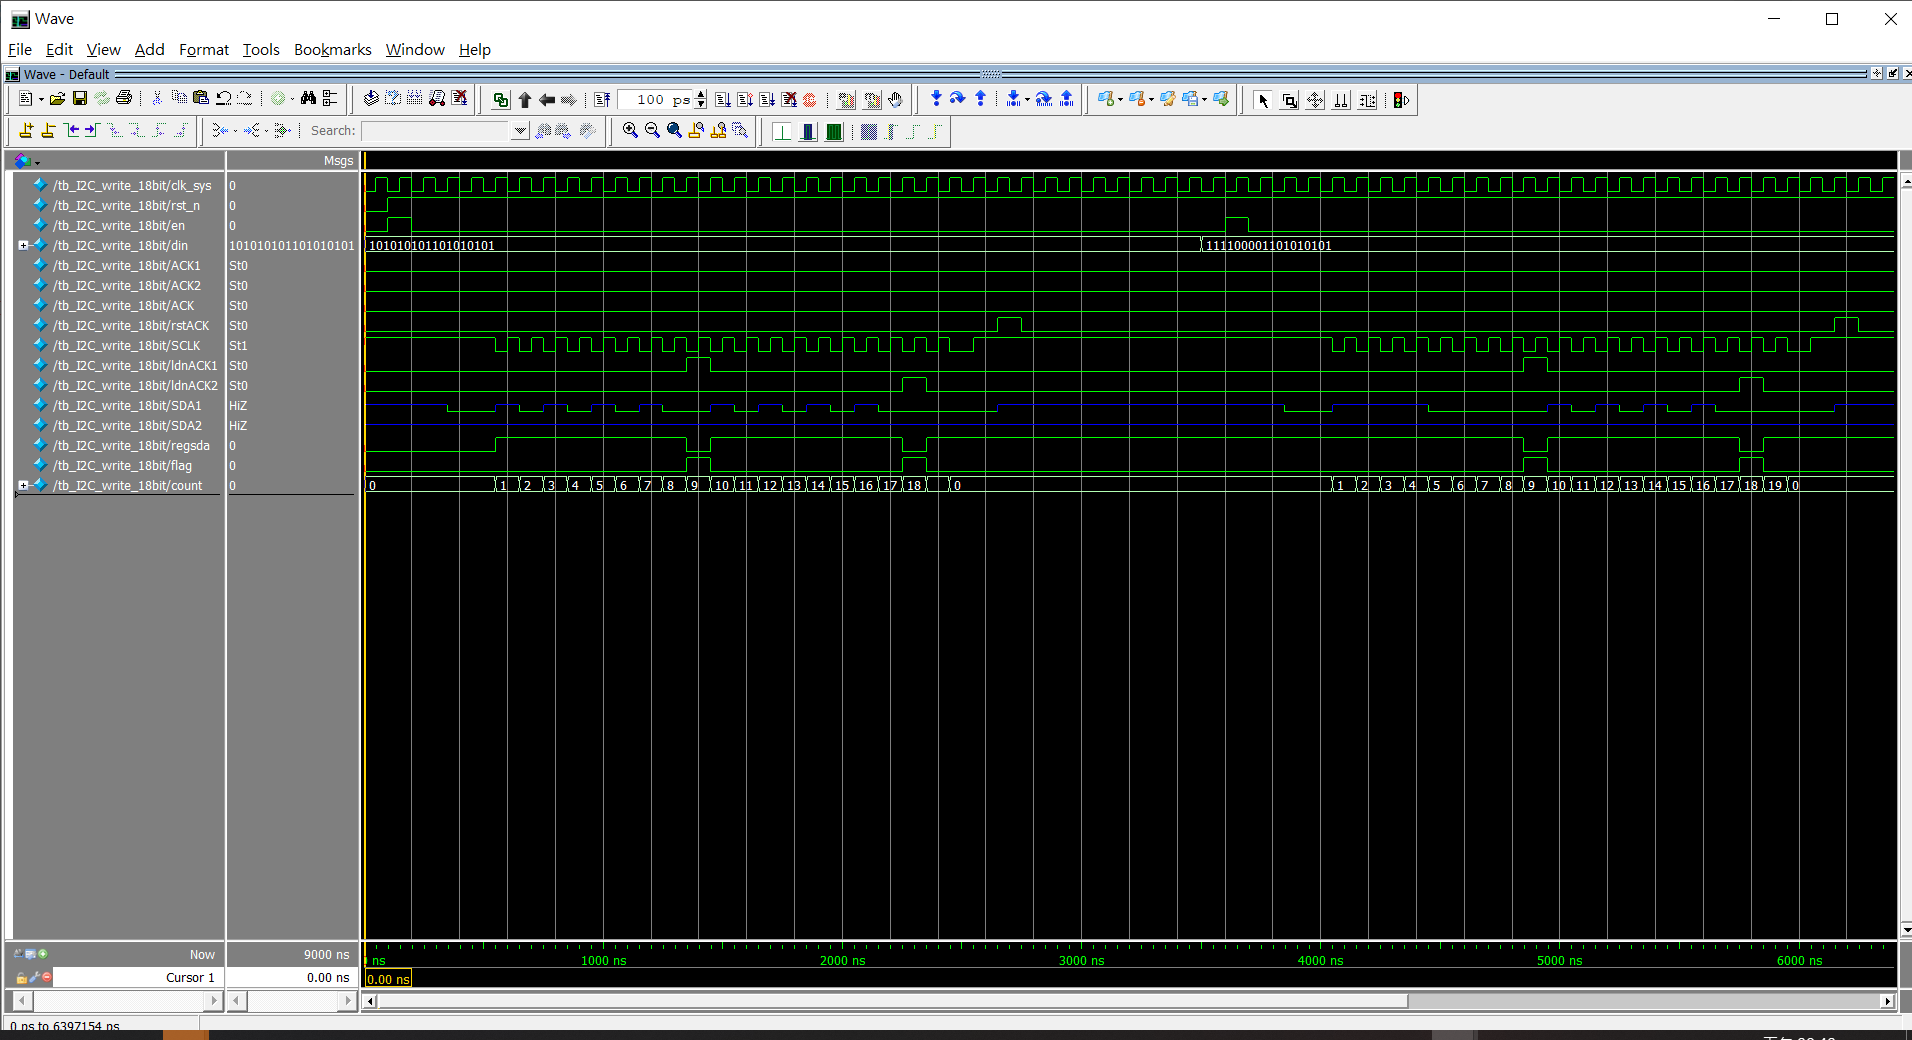 Wave
File Edit View Add Format Tools Bookmarks Window Help
Wave - Default
100 ps
Search:
Msgs
/tb_I2C_write_18bit/clk_sys 0
/tb_I2C_write_18bit/rst_n 0
/tb_I2C_write_18bit/en 0
/tb_I2C_write_18bit/din 101010101101010101 101010101101010101 111100001101010101
/tb_I2C_write_18bit/ACK1 St0
/tb_I2C_write_18bit/ACK2 St0
/tb_I2C_write_18bit/ACK St0
/tb_I2C_write_18bit/rstACK St0
/tb_I2C_write_18bit/SCLK St1
/tb_I2C_write_18bit/ldnACK1 St0
/tb_I2C_write_18bit/ldnACK2 St0
/tb_I2C_write_18bit/SDA1 HiZ
/tb_I2C_write_18bit/SDA2 HiZ
/tb_I2C_write_18bit/regsda 0
/tb_I2C_write_18bit/flag 0
/tb_I2C_write_18bit/count 0 0 1 2 3 4 5 6 7 8 9 10 11 12 13 14 15 16 17 18 0 1 2 3 4 5 6 7 8 9 10 11 12 13 14 15 16 17 18 19 0
Now 9000 ns ns 1000 ns 2000 ns 3000 ns 4000 ns 5000 ns 6000 ns
Cursor 1 0.00 ns 0.00 ns
0 ps to 6397154 ps